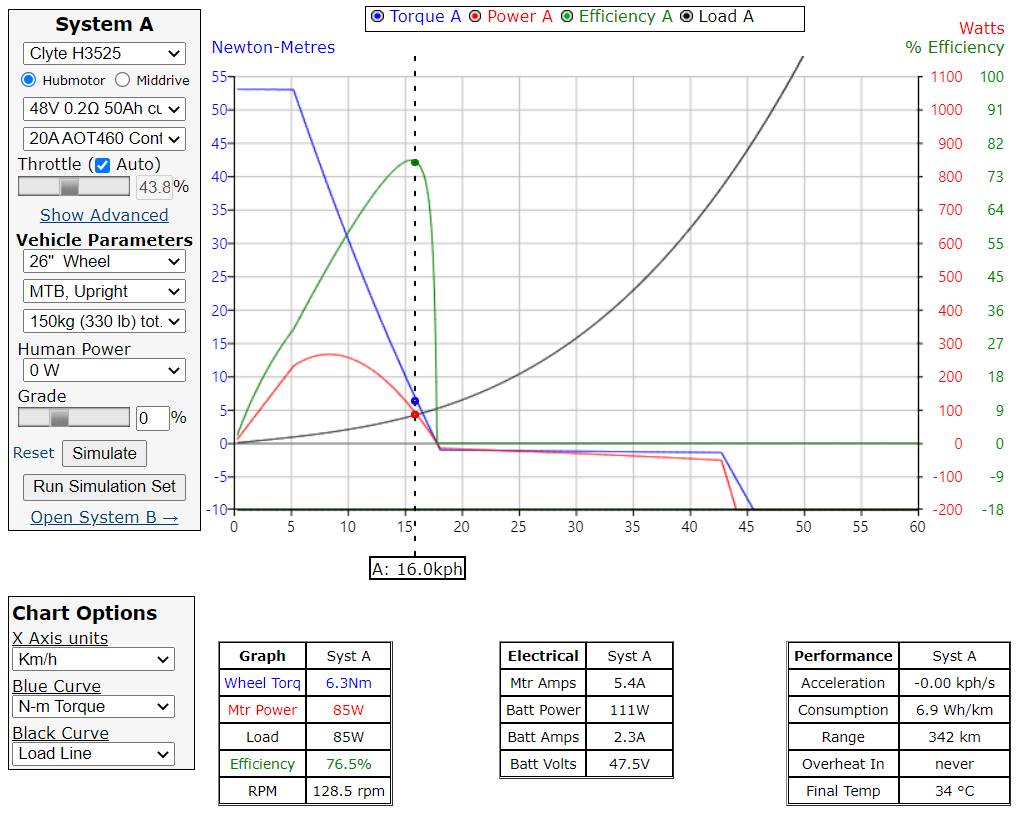 System A
Clyte H3525
Hubmotor Middrive
48V 0.2Ω 50Ah cu
20A AOT460 Cont
Throttle ( Auto)
43.8 %
Show Advanced
Vehicle Parameters
26" Wheel
MTB, Upright
150kg (330 lb) tot.
Human Power
0 W
Grade
0 %
Reset Simulate
Run Simulation Set
Open System B →
Torque A Power A Efficiency A Load A
Newton-Metres
Watts
% Efficiency
55 1100 100
50 1000 91
45 900 82
40 800 73
35 700 64
30 600 55
25 500 45
20 400 36
15 300 27
10 200 18
5 100 9
0 0 0
-5 -100 -9
-10 -200 -18
0 5 10 15 20 25 30 35 40 45 50 55 60
A: 16.0kph
Chart Options
X Axis units
Km/h
Blue Curve
N-m Torque
Black Curve
Load Line
Graph Syst A
Wheel Torq 6.3Nm
Mtr Power 85W
Load 85W
Efficiency 76.5%
RPM 128.5 rpm
Electrical Syst A
Mtr Amps 5.4A
Batt Power 111W
Batt Amps 2.3A
Batt Volts 47.5V
Performance Syst A
Acceleration -0.00 kph/s
Consumption 6.9 Wh/km
Range 342 km
Overheat In never
Final Temp 34 °C